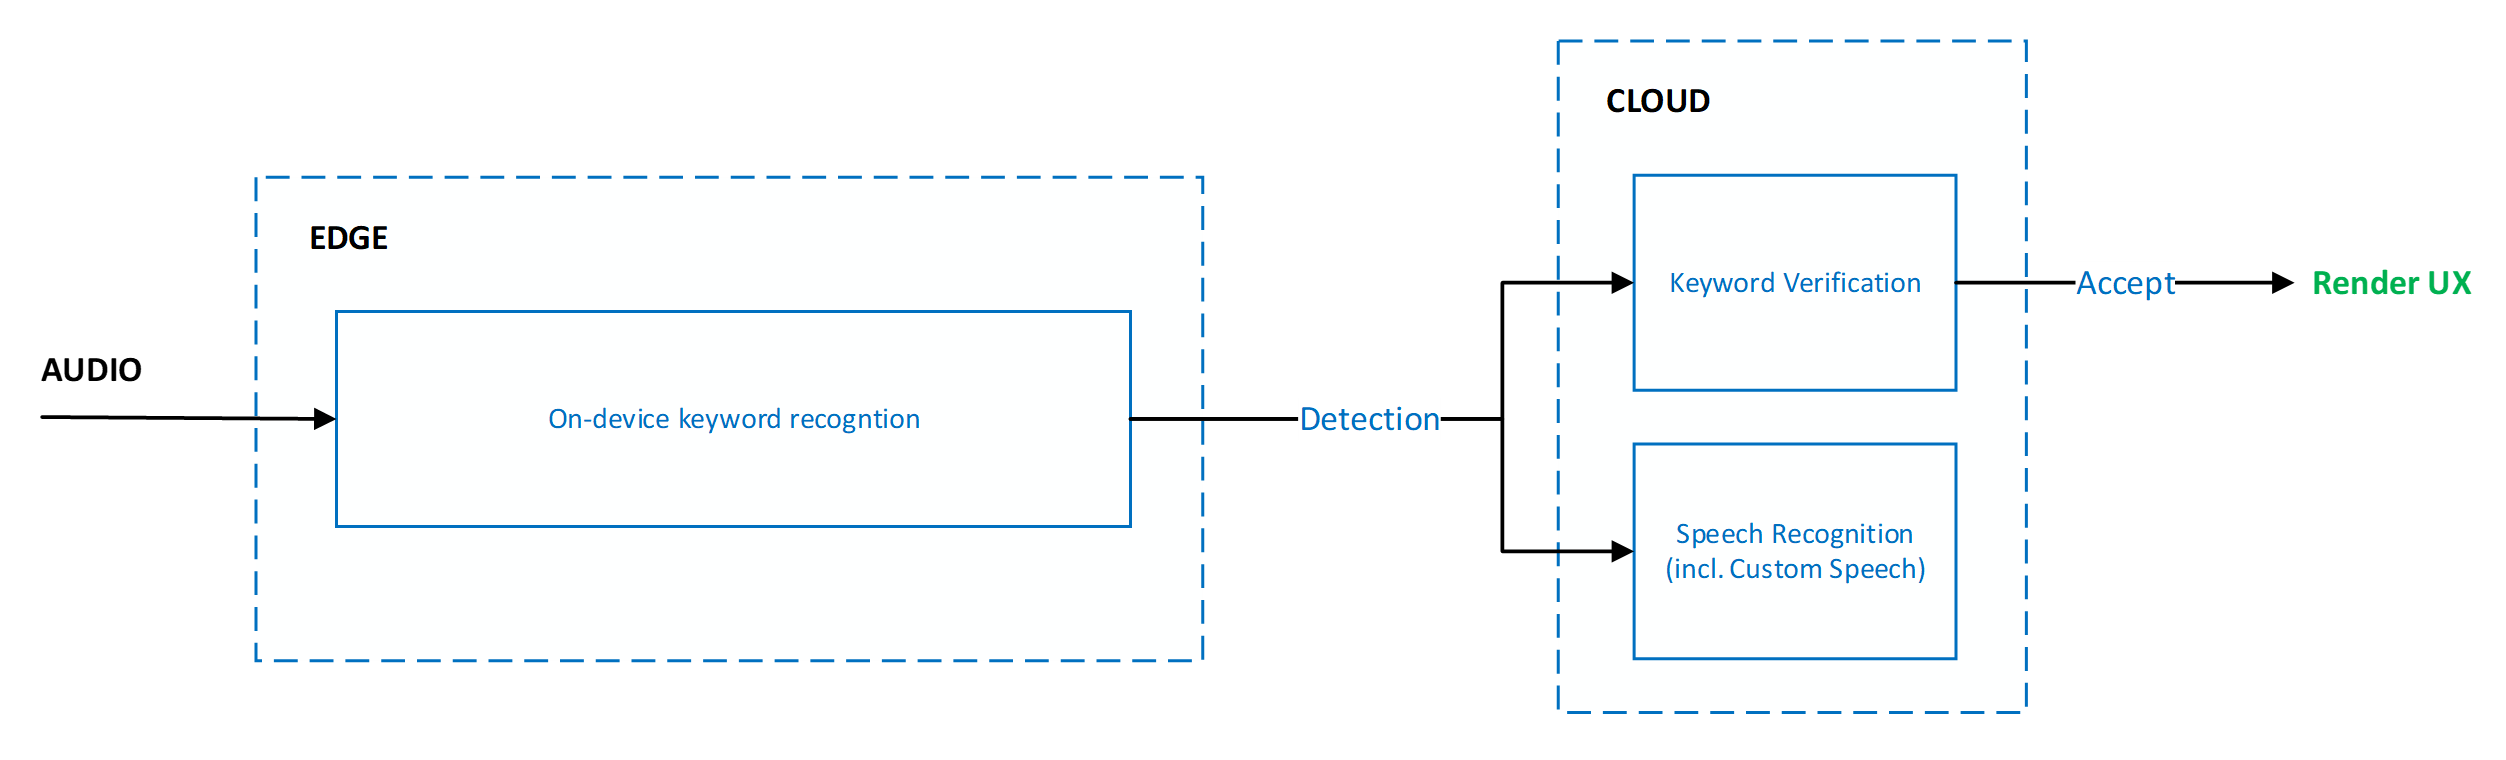 CLOUD
EDGE
Keyword Verification
Accept
Render UX
AUDIO
On-device keyword recogntion
Detection
Speech Recognition
(incl. Custom Speech)